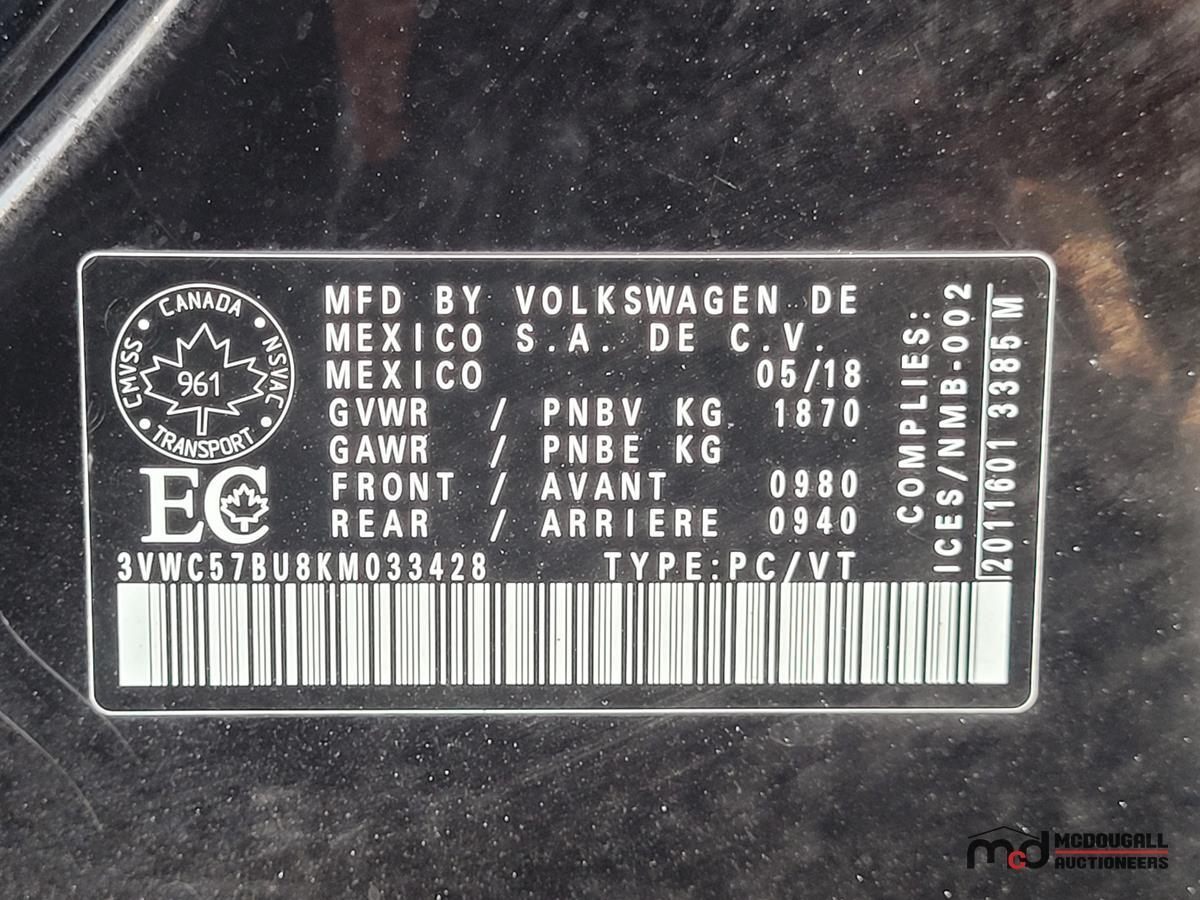 CANADA
CMVSS
NSVAC
961
TRANSPORT
EC
MFD BY VOLKSWAGEN DE
MEXICO S.A. DE C.V.
MEXICO 05/18
GVWR / PNBV KG 1870
GAWR / PNBE KG
FRONT / AVANT 0980
REAR / ARRIERE 0940
3VWC57BU8KM033428 TYPE:PC/VT
COMPLIES:
ICES/NMB-002
2011601 3385 M
mcd MCDOUGALL
AUCTIONEERS